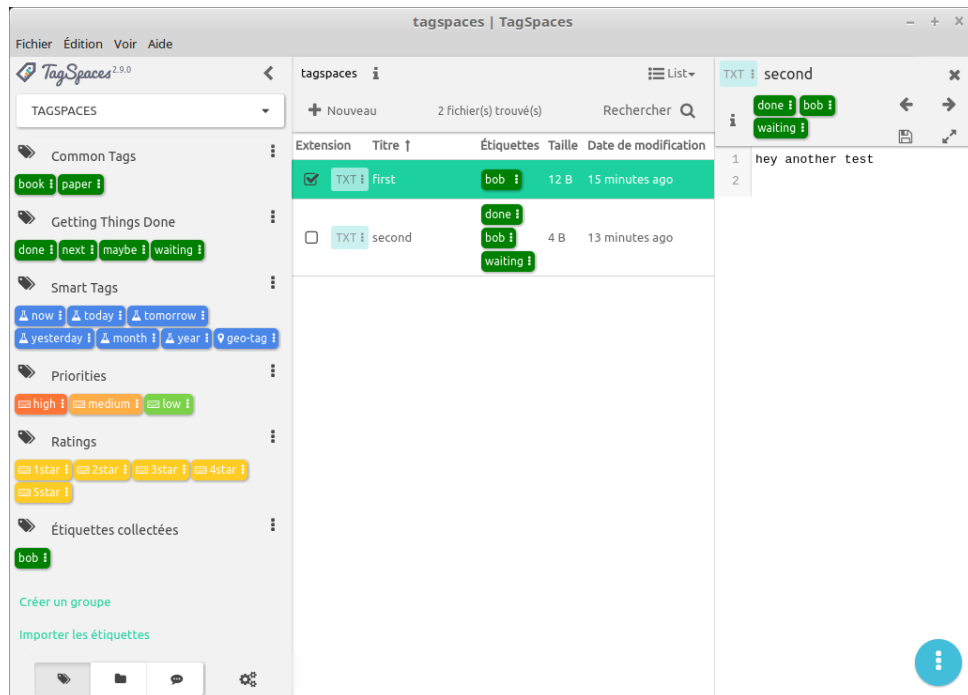 tagspaces | TagSpaces
Fichier Édition Voir Aide
TagSpaces 2.9.0
TAGSPACES
Common Tags
book paper
Getting Things Done
done next maybe waiting
Smart Tags
now today tomorrow
yesterday month year geo-tag
Priorities
high medium low
Ratings
1star 2star 3star 4star
5star
Étiquettes collectées
bob
Créer un groupe
Importer les étiquettes
tagspaces List
Nouveau 2 fichier(s) trouvé(s) Rechercher
Extension Titre Étiquettes Taille Date de modification
TXT first bob 12 B 15 minutes ago
done
TXT second bob 4 B 13 minutes ago
waiting
TXT second
done bob
waiting
1 hey another test
2